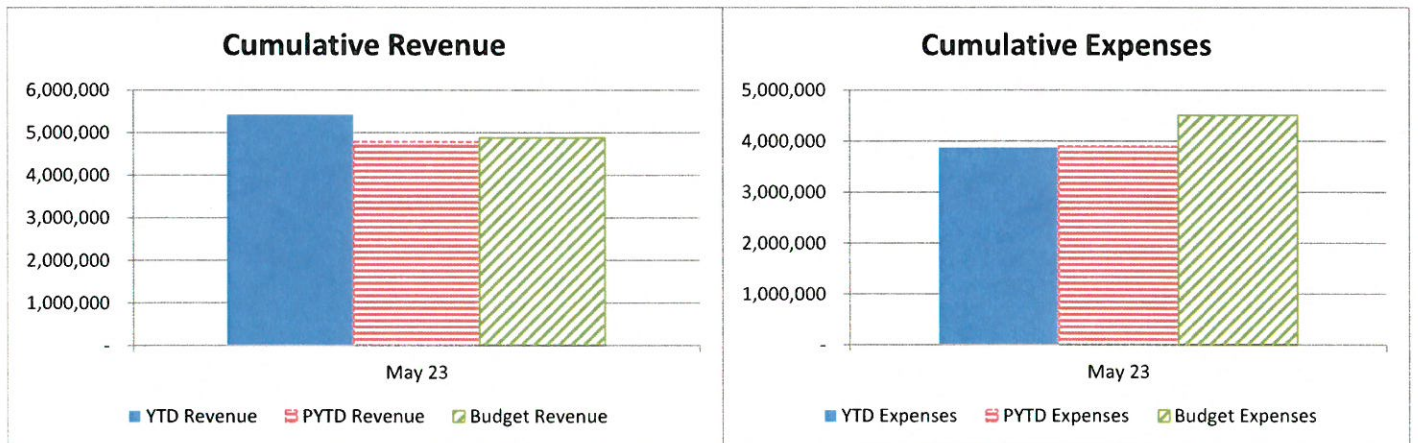 Cumulative Revenue
6,000,000
5,000,000
4,000,000
3,000,000
2,000,000
1,000,000
-
May 23
YTD Revenue PYTD Revenue Budget Revenue
Cumulative Expenses
5,000,000
4,000,000
3,000,000
2,000,000
1,000,000
-
May 23
YTD Expenses PYTD Expenses Budget Expenses